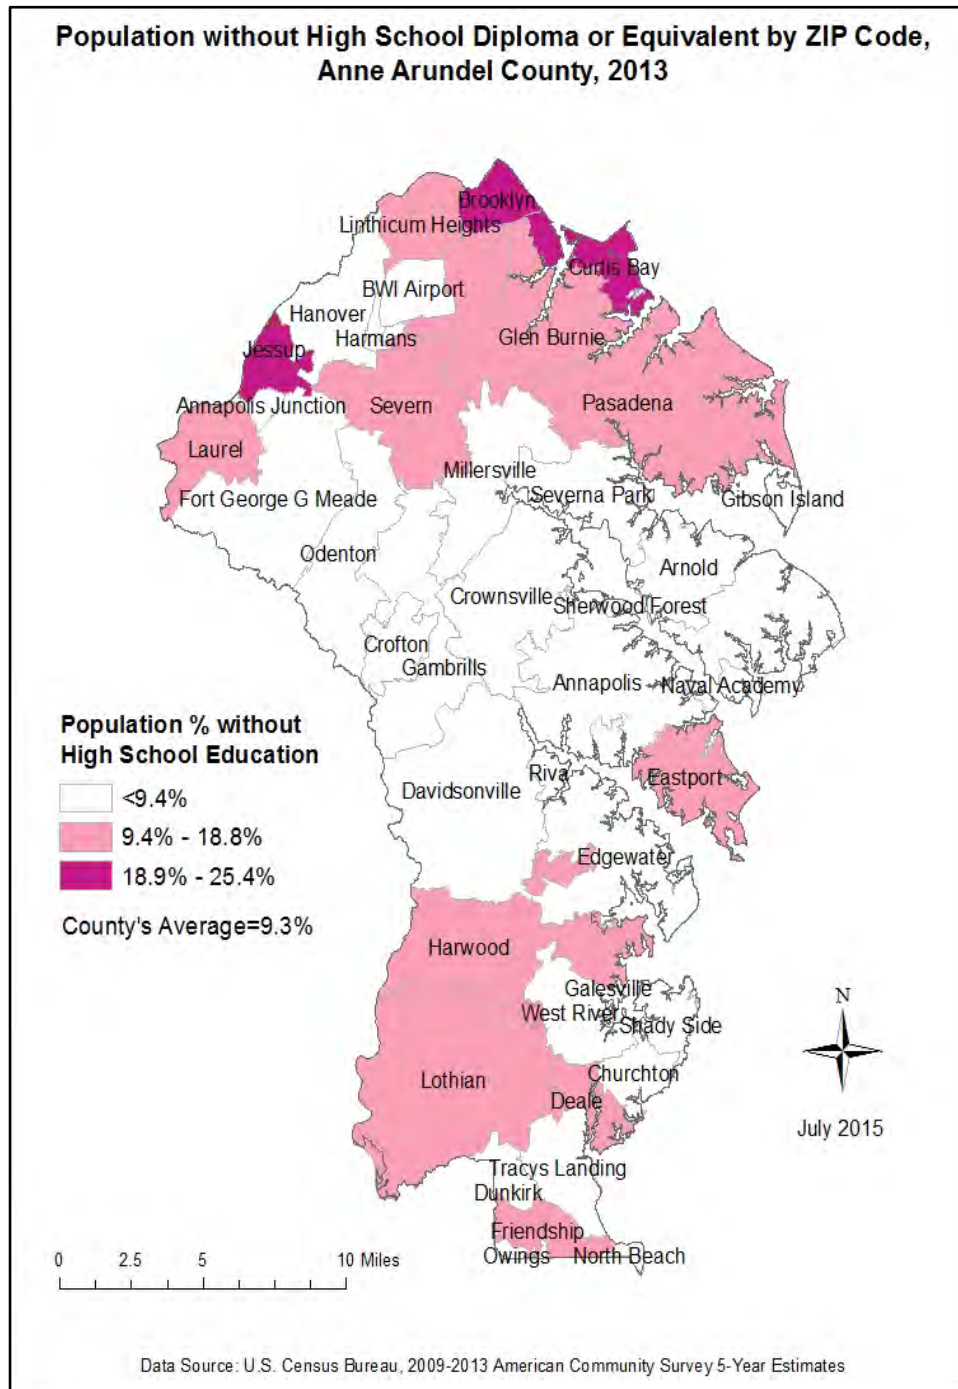 Population without High School Diploma or Equivalent by ZIP Code,
Anne Arundel County, 2013
Brooklyn
Linthicum Heights
Curtis Bay
BWI Airport
Hanover
Harmans
Glen Burnie
Jessup
Annapolis Junction
Severn
Pasadena
Laurel
Millersville
Fort George G Meade
Severna Park
Gibson Island
Odenton
Arnold
Crownsville
Sherwood Forest
Crofton
Gambrills
Annapolis
Naval Academy
Population % without
High School Education
<9.4%
9.4% - 18.8%
18.9% - 25.4%
County's Average=9.3%
Riva
Eastport
Davidsonville
Edgewater
Harwood
Galesville
West River
Shady Side
Lothian
Churchton
Deale
N
July 2015
Tracys Landing
Dunkirk
Friendship
Owings
North Beach
0 2.5 5 10 Miles
Data Source: U.S. Census Bureau, 2009-2013 American Community Survey 5-Year Estimates